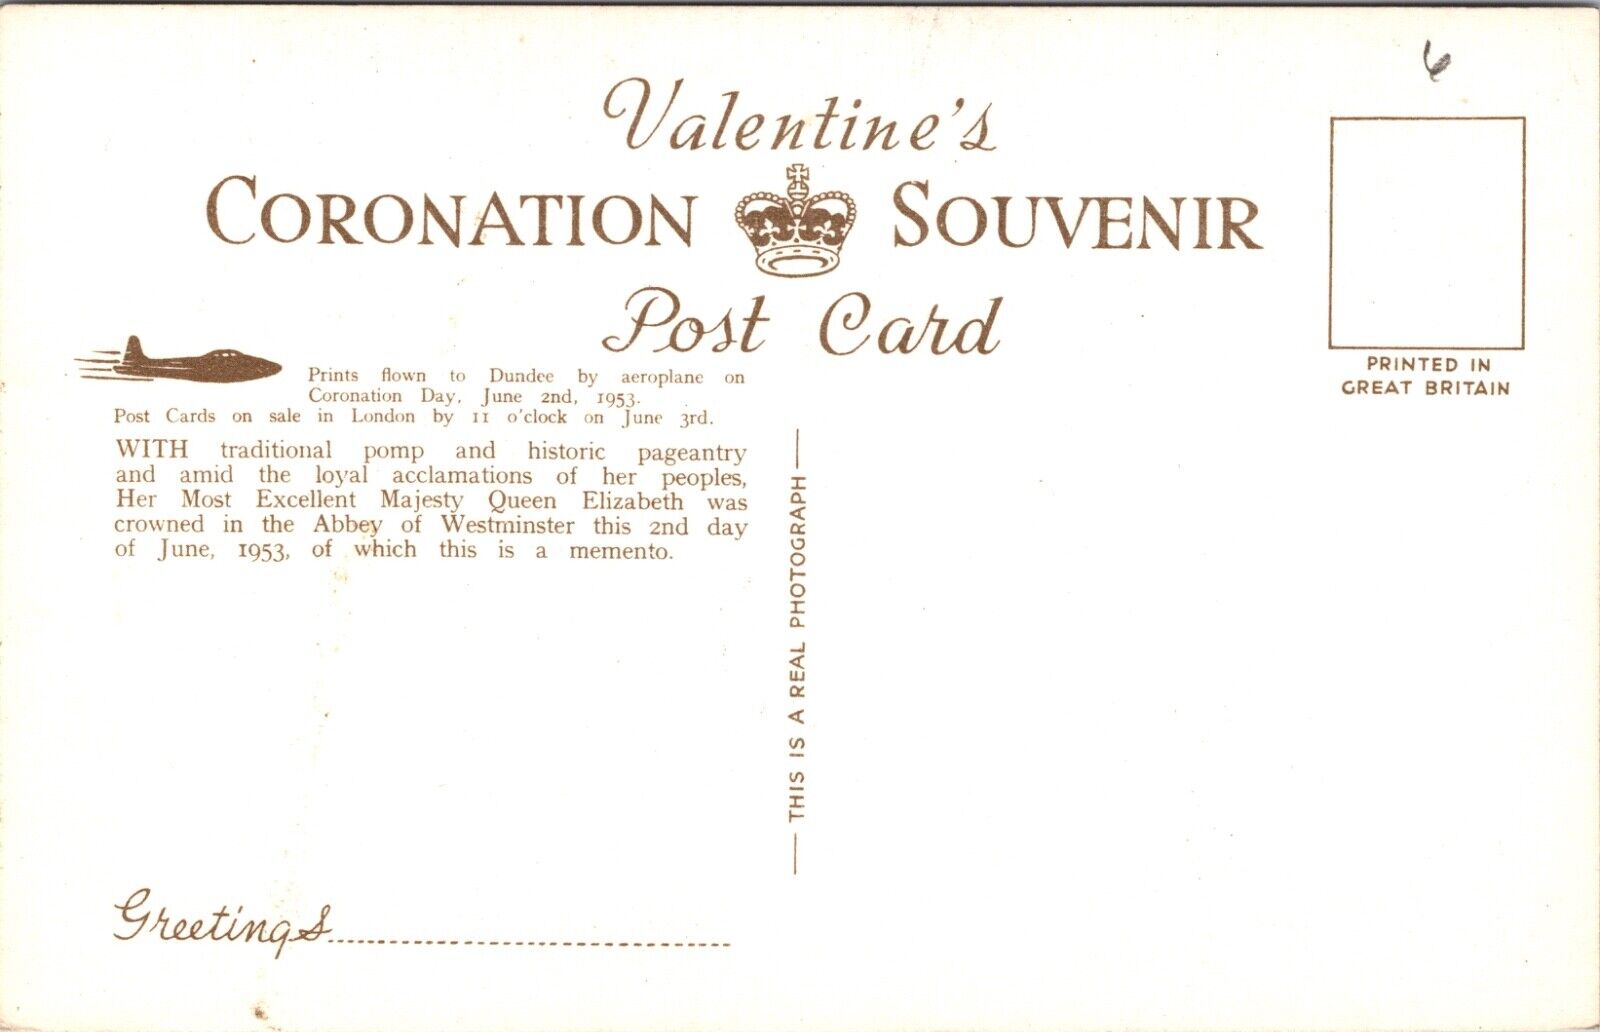 6
Valentine's
CORONATION SOUVENIR
Post Card
PRINTED IN
GREAT BRITAIN
Prints flown to Dundee by aeroplane on
Coronation Day, June 2nd, 1953.
Post Cards on sale in London by 11 o'clock on June 3rd.
WITH traditional pomp and historic pageantry
and amid the loyal acclamations of her peoples,
Her Most Excellent Majesty Queen Elizabeth was
crowned in the Abbey of Westminster this 2nd day
of June, 1953, of which this is a memento.
THIS IS A REAL PHOTOGRAPH
Greetings